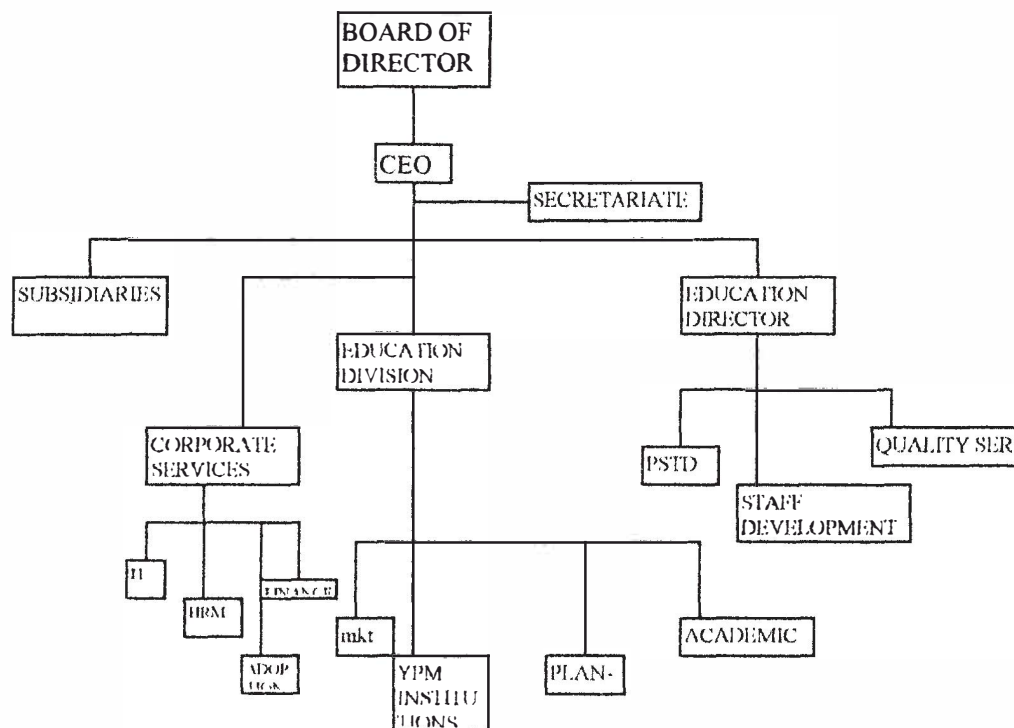 BOARD OF
DIRECTOR
CEO
SECRETARIATE
SUBSIDIARIES
EDUCATION
DIRECTOR
EDUCATION
DIVISION
CORPORATE
SERVICES
PSTD
QUALITY SER
STAFF
DEVELOPMENT
FINANCE
HRM
mkt
ACADEMIC
PLAN-
YPM
INSTITU
TIONS